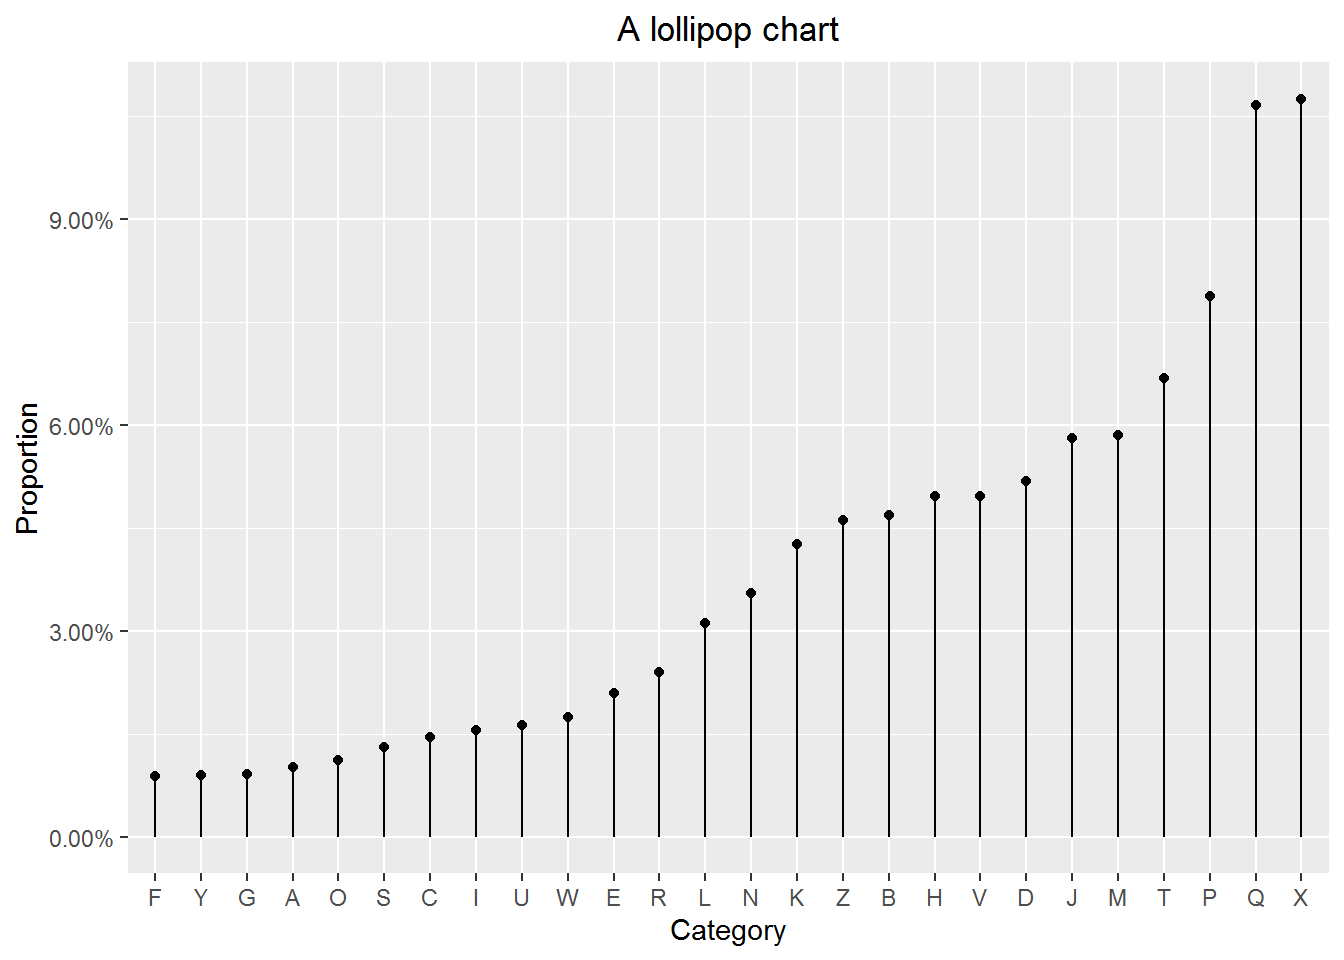 A lollipop chart
Proportion
9.00%
6.00%
3.00%
0.00%
F Y G A O S C I U W E R L N K Z B H V D J M T P Q X
Category